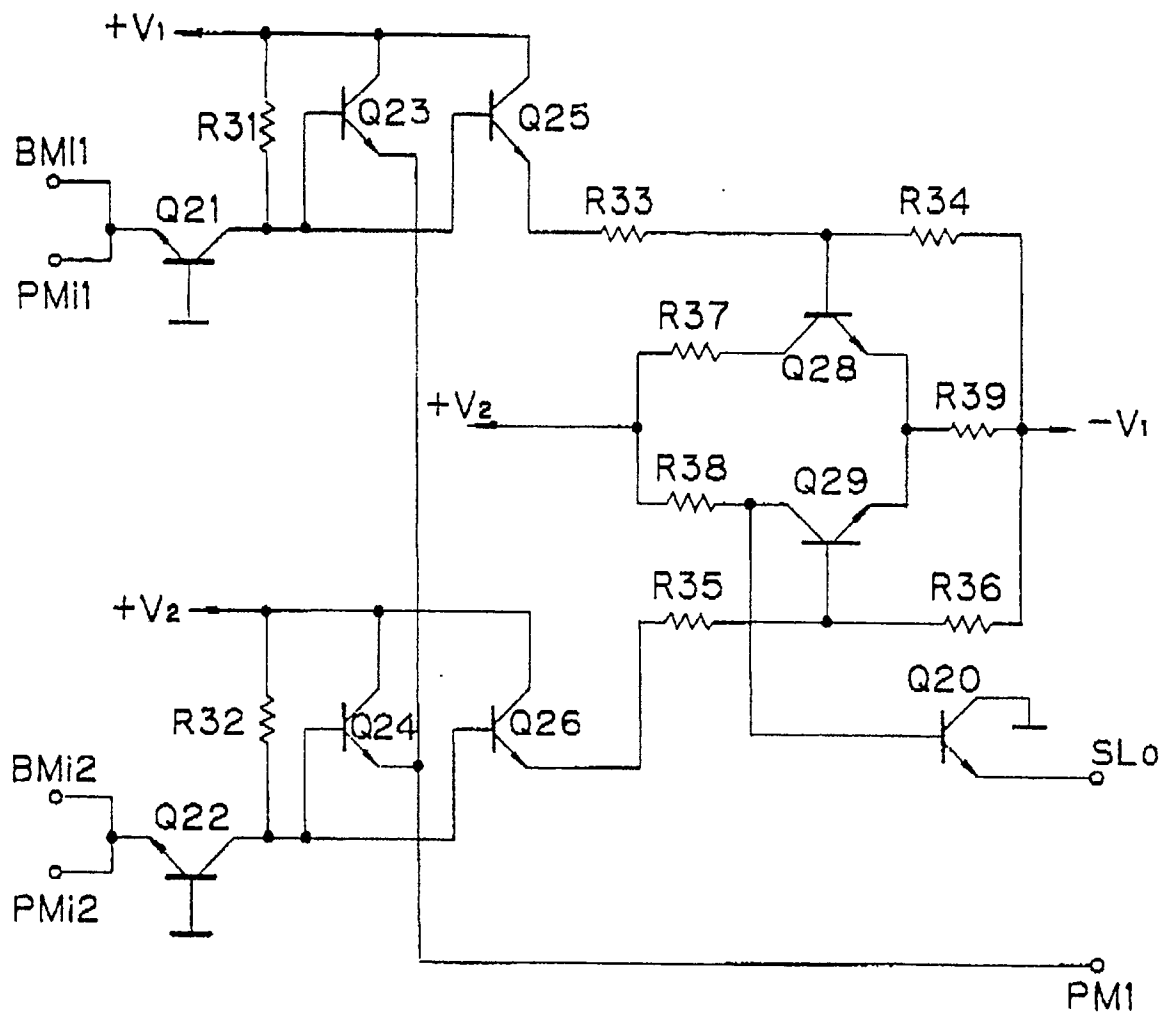 +V1
R31
Q23
Q25
BMI1
Q21
PMi1
R33
R34
R37
Q28
+V2
R39
-V1
R38
Q29
R35
R36
+V2
Q20
R32
Q24
Q26
SLo
BMi2
Q22
PMi2
PM1